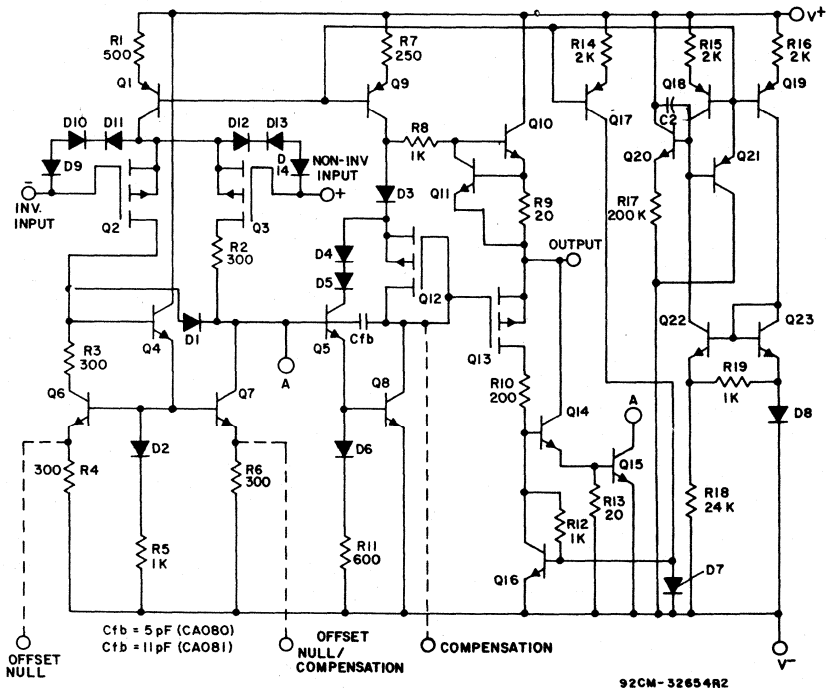 V+
R1
500
R7
250
R14
2K
R15
2K
R16
2K
Q1
Q9
Q18
Q19
D10 D11
D12 D13
R8
1K
Q10
Q17
C2
D9
D
14
NON-INV
INPUT
+
Q20
Q21
Q11
D3
R9
20
R17
200 K
–
INV.
INPUT
Q2
Q3
R2
300
D4
D5
Q12
OUTPUT
D1
Q4
Q5
Cfb
Q13
Q22
Q23
R3
300
A
R10
200
R19
1K
Q6
Q7
Q8
Q14
A
D8
D2
D6
Q15
300
R4
R6
300
R13
20
R18
24 K
R5
1K
R11
600
R12
1K
Q16
D7
Cfb = 5 pF (CA080)
Cfb = 11pF (CA081)
OFFSET
NULL
OFFSET
NULL/
COMPENSATION
COMPENSATION
V–
92CM-32654R2